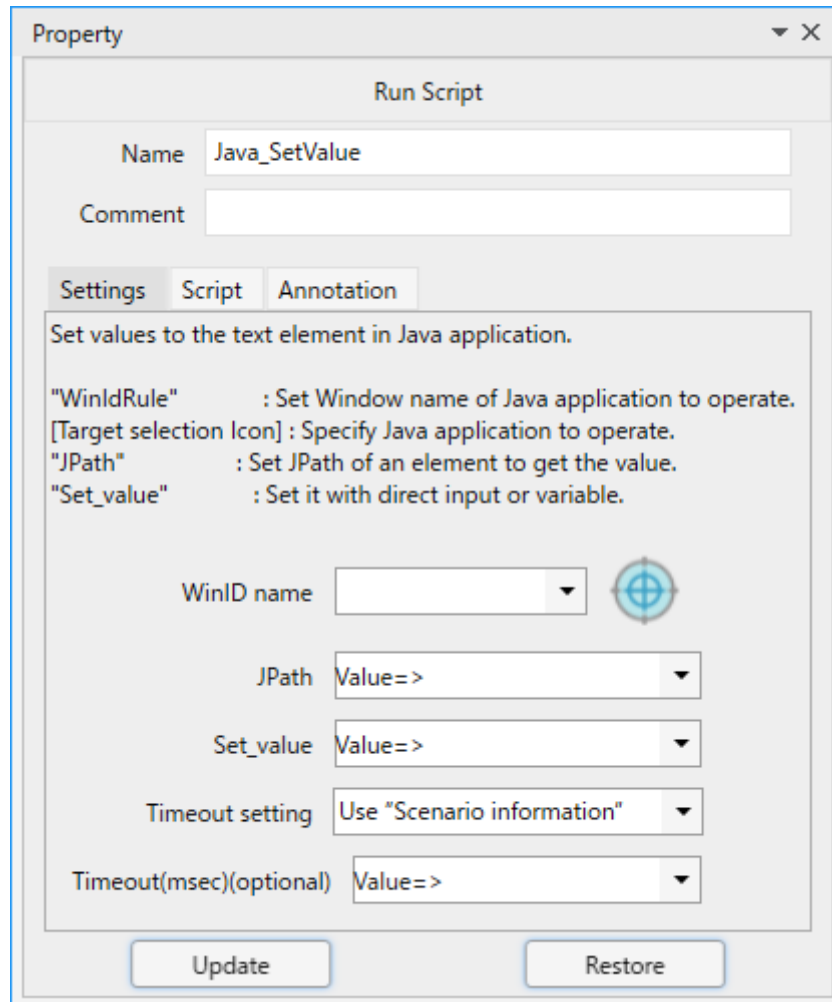 Property
Run Script
Name Java_SetValue
Comment
Settings Script Annotation
Set values to the text element in Java application.
"WinIdRule" : Set Window name of Java application to operate.
[Target selection Icon] : Specify Java application to operate.
"JPath" : Set JPath of an element to get the value.
"Set_value" : Set it with direct input or variable.
WinID name
JPath Value=>
Set_value Value=>
Timeout setting Use "Scenario information"
Timeout(msec)(optional) Value=>
Update Restore